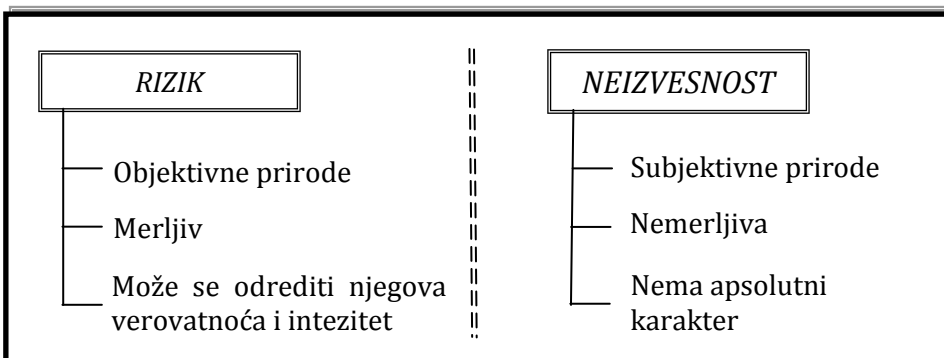 RIZIK
Objektivne prirode
Merljiv
Može se odrediti njegova
verovatnoća i intezitet
NEIZVESNOST
Subjektivne prirode
Nemerljiva
Nema apsolutni
karakter